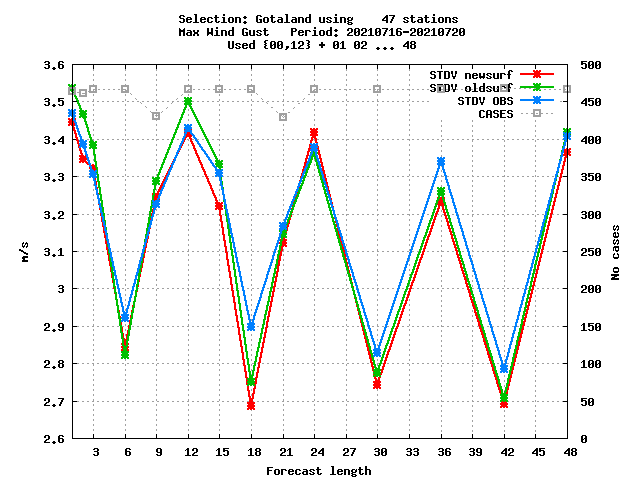 Selection: Gotaland using    47 stations
Max Wind Gust   Period: 20210716-20210720
Used {00,12} + 01 02 ... 48
STDV newsurf
STDV oldsurf
STDV OBS
CASES
3,6
3,5
3,4
3,3
3,2
3,1
3
2,9
2,8
2,7
2,6
m/s
500
450
400
350
300
250
200
150
100
50
0
No cases
3 6 9 12 15 18 21 24 27 30 33 36 39 42 45 48
Forecast length